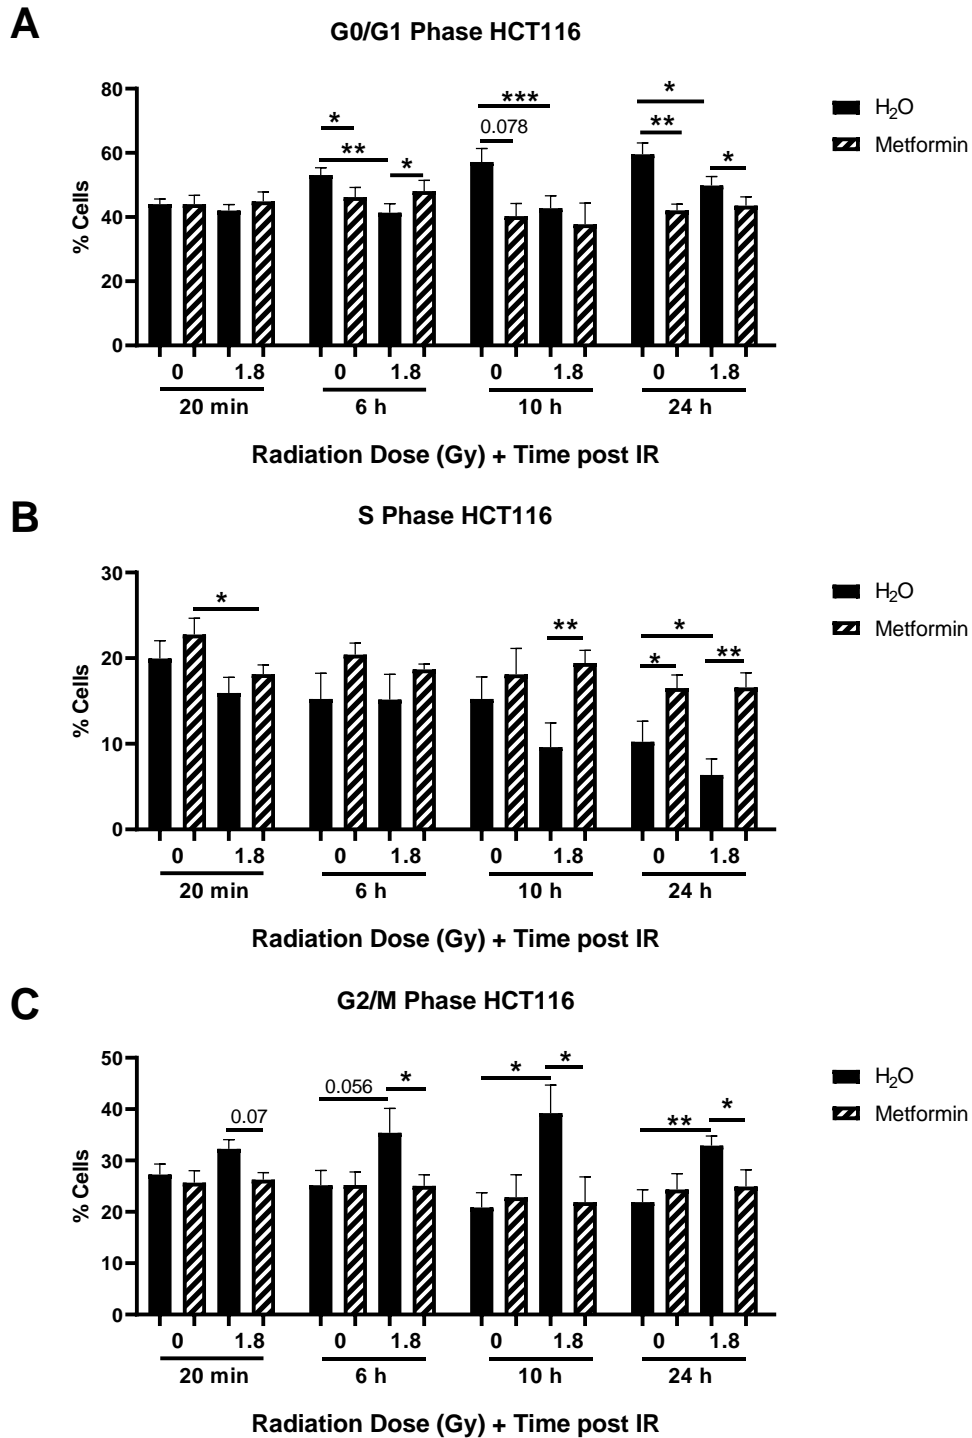 A
G0/G1 Phase HCT116
80
60
40
20
0
% Cells
*
**
*
***
0.078
*
**
*
H₂O
Metformin
0 1.8 0 1.8 0 1.8 0 1.8
20 min 6 h 10 h 24 h
Radiation Dose (Gy) + Time post IR
B
S Phase HCT116
30
20
10
0
% Cells
*
**
*
*
**
H₂O
Metformin
0 1.8 0 1.8 0 1.8 0 1.8
20 min 6 h 10 h 24 h
Radiation Dose (Gy) + Time post IR
C
G2/M Phase HCT116
50
40
30
20
10
0
% Cells
0.07
0.056
*
*
*
**
*
H₂O
Metformin
0 1.8 0 1.8 0 1.8 0 1.8
20 min 6 h 10 h 24 h
Radiation Dose (Gy) + Time post IR